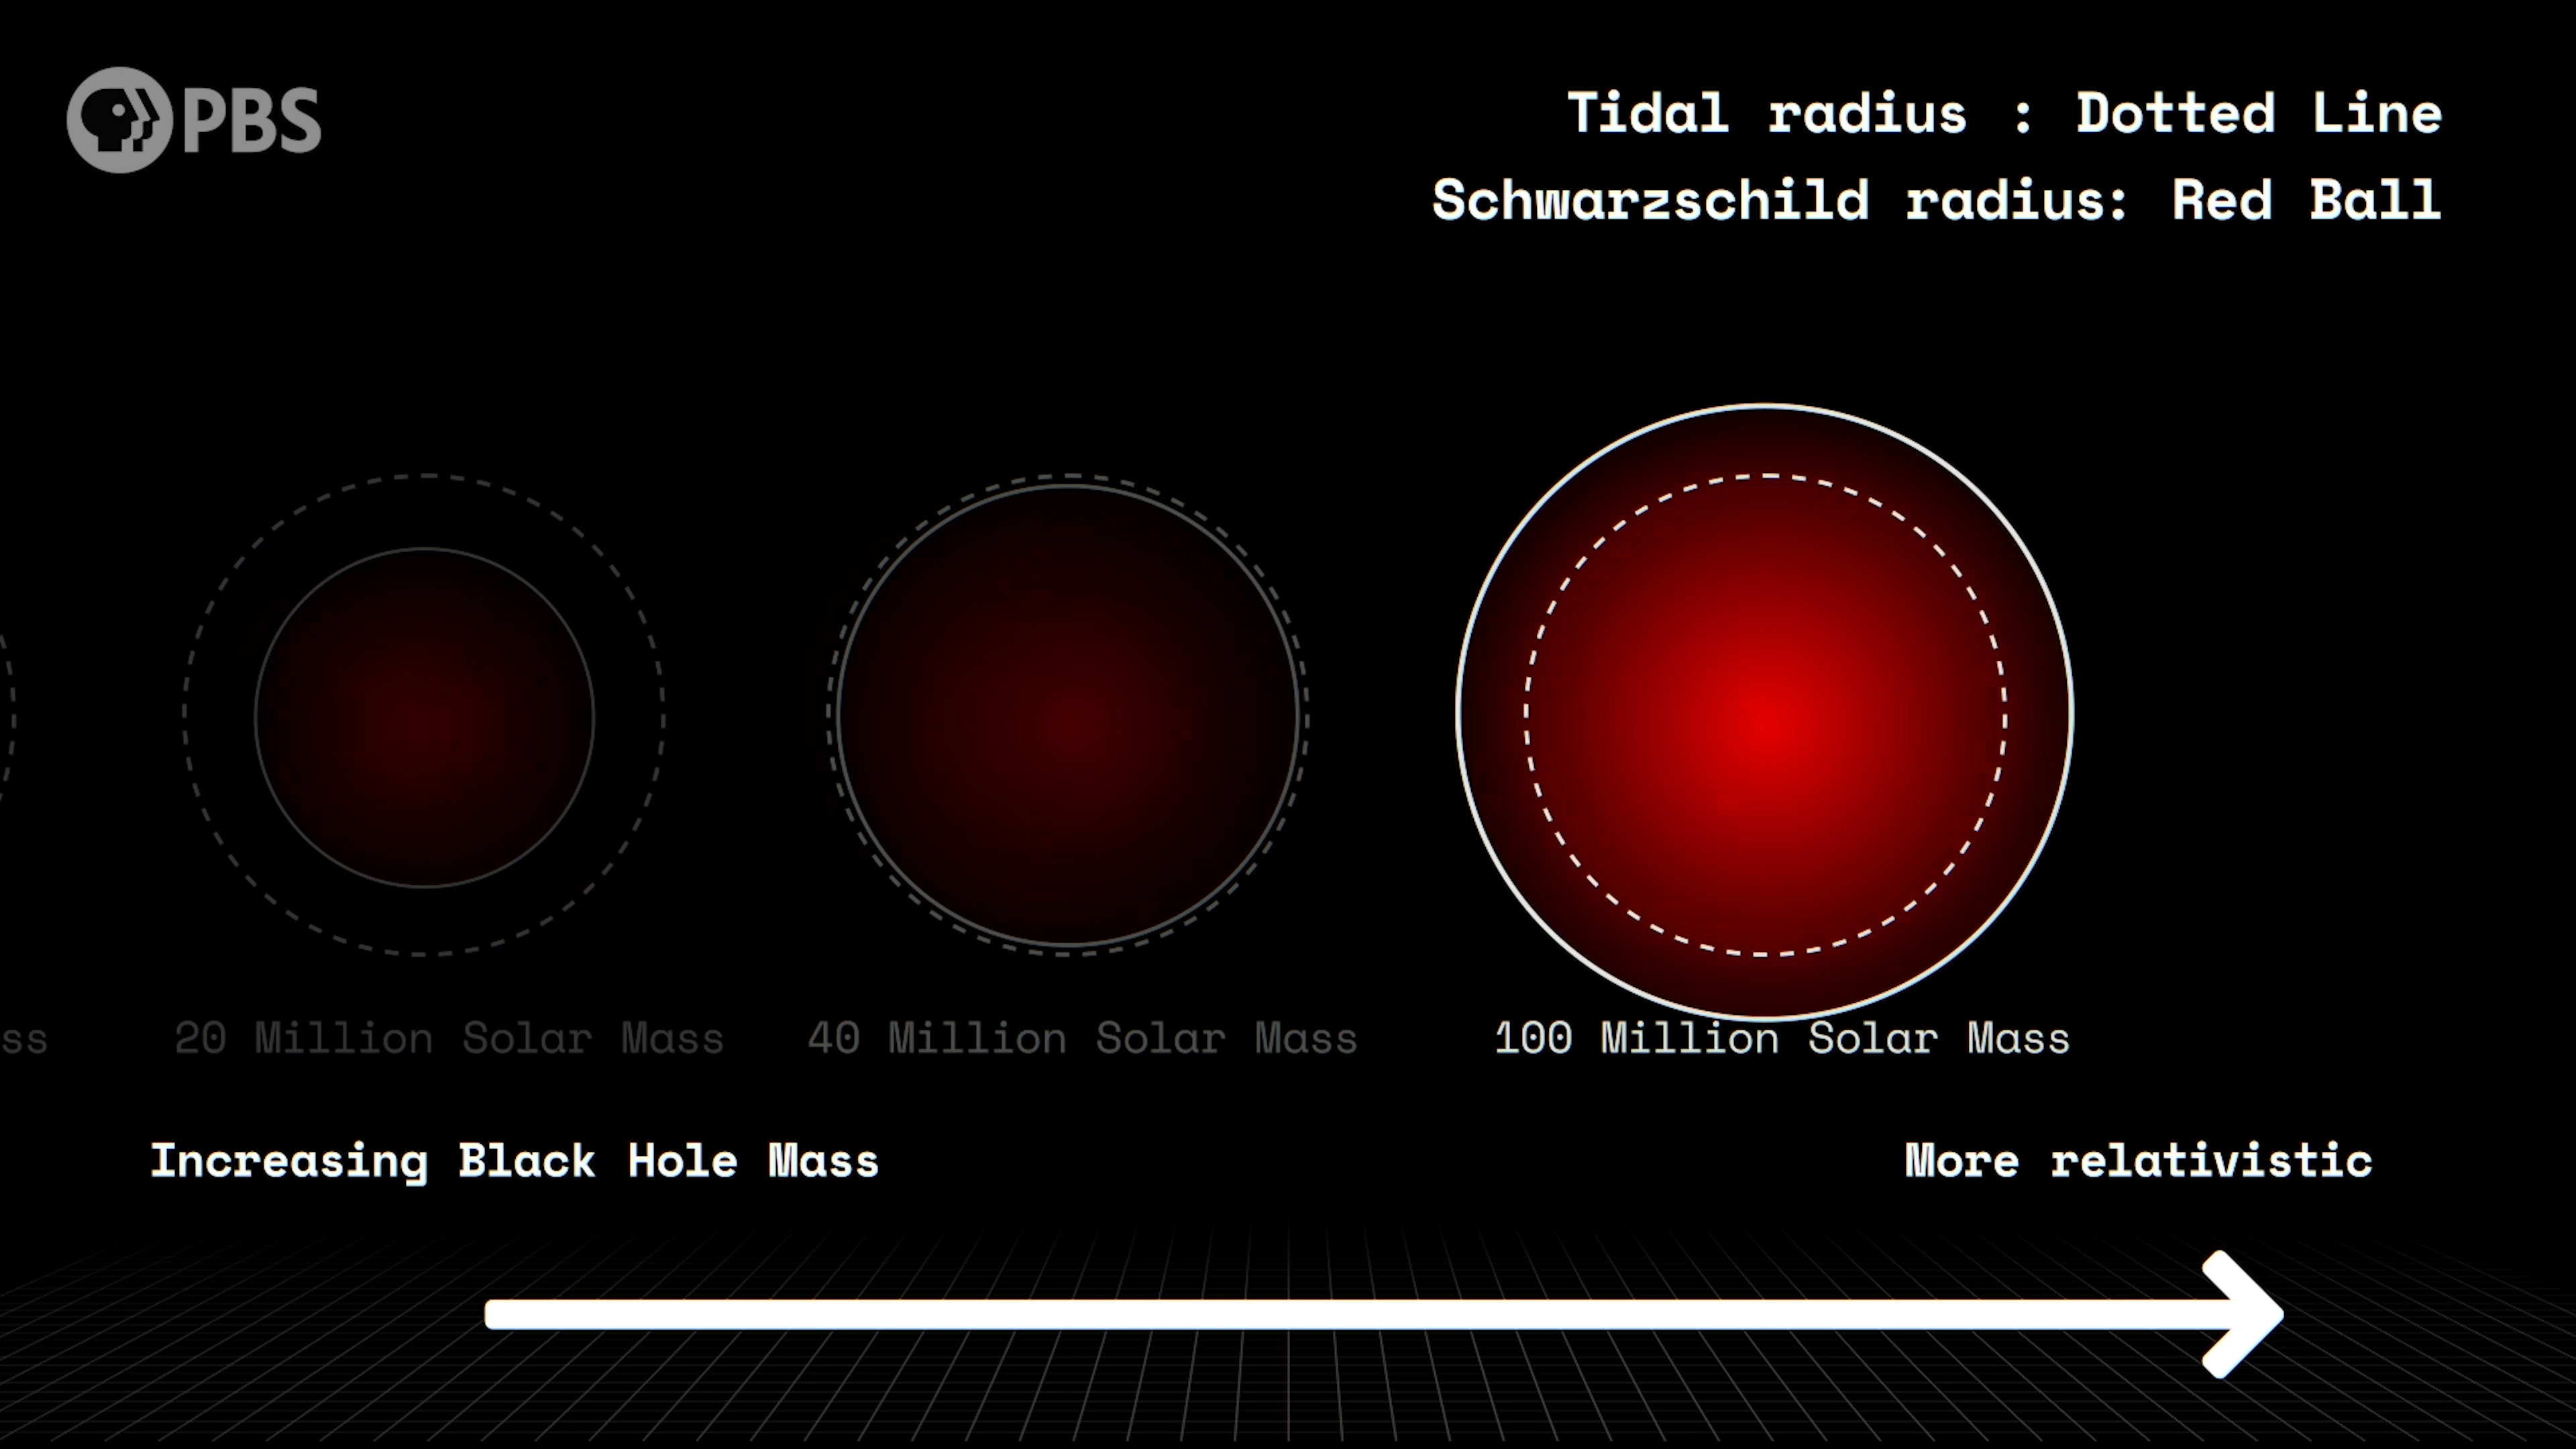 PBS
Tidal radius : Dotted Line
Schwarzschild radius: Red Ball
ss
20 Million Solar Mass
40 Million Solar Mass
100 Million Solar Mass
Increasing Black Hole Mass
More relativistic